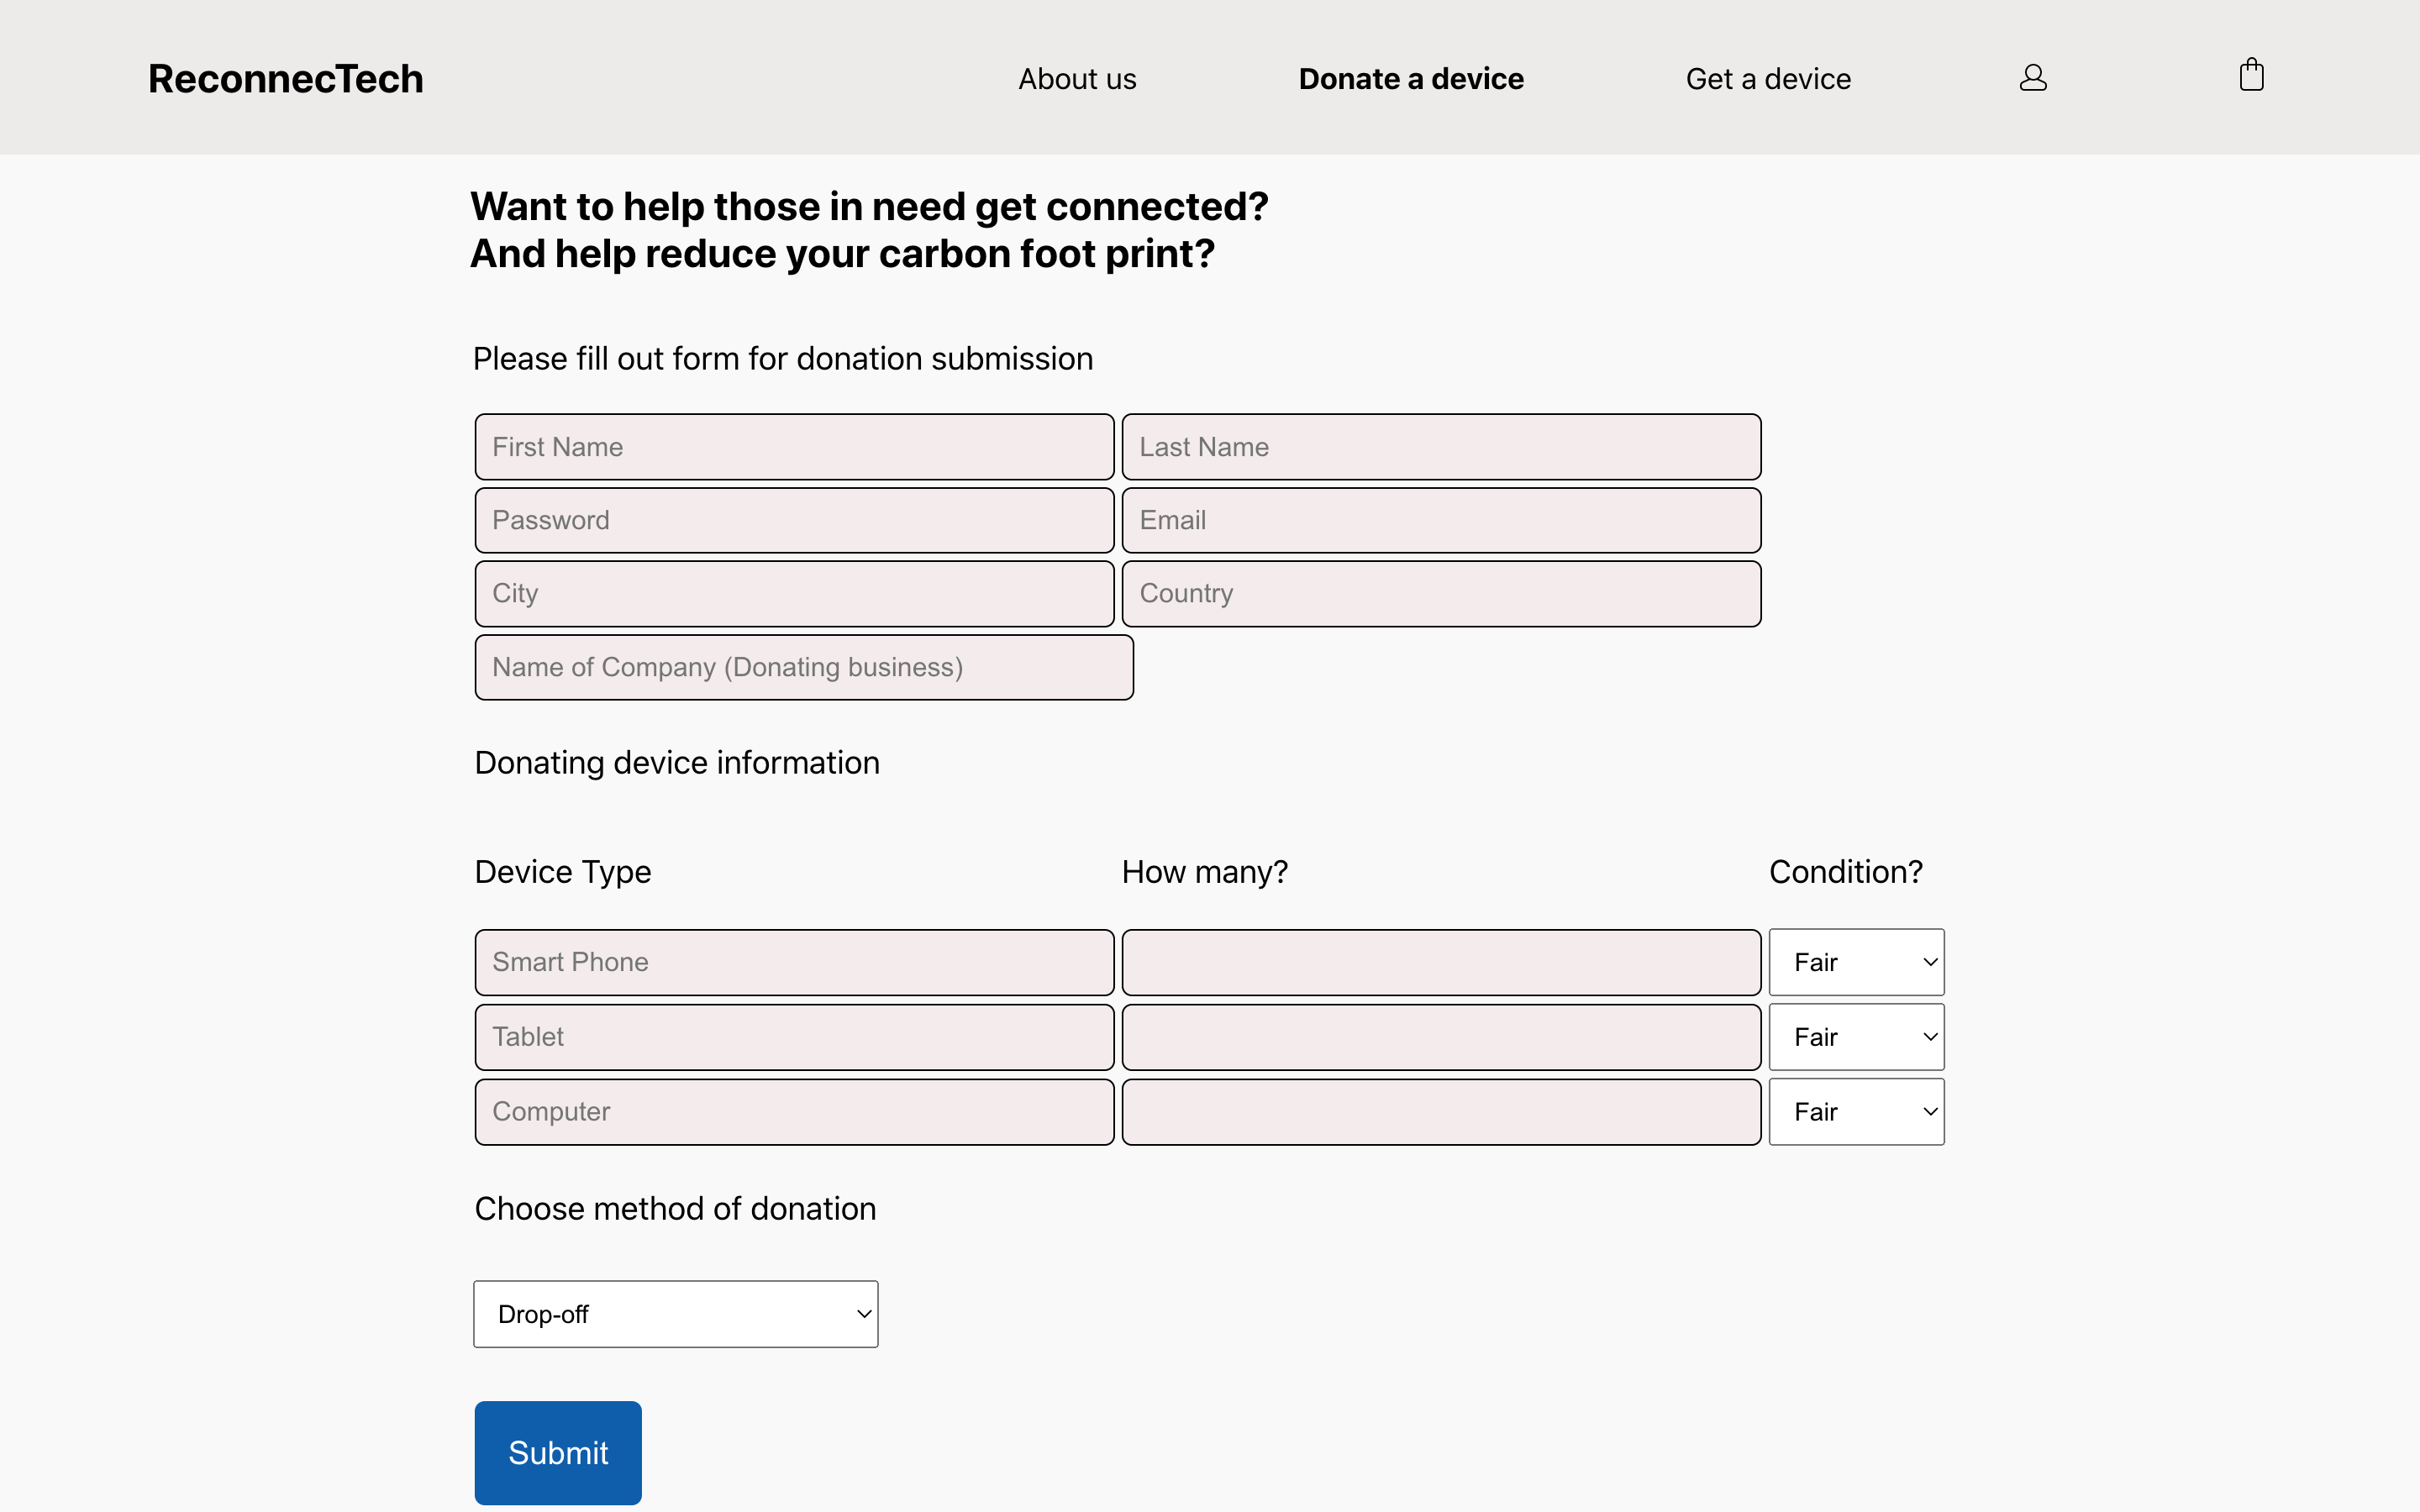 ReconnecTech
About us
Donate a device
Get a device
Want to help those in need get connected?
And help reduce your carbon foot print?
Please fill out form for donation submission
First Name
Last Name
Password
Email
City
Country
Name of Company (Donating business)
Donating device information
Device Type
How many?
Condition?
Smart Phone
Fair
Tablet
Fair
Computer
Fair
Choose method of donation
Drop-off
Submit